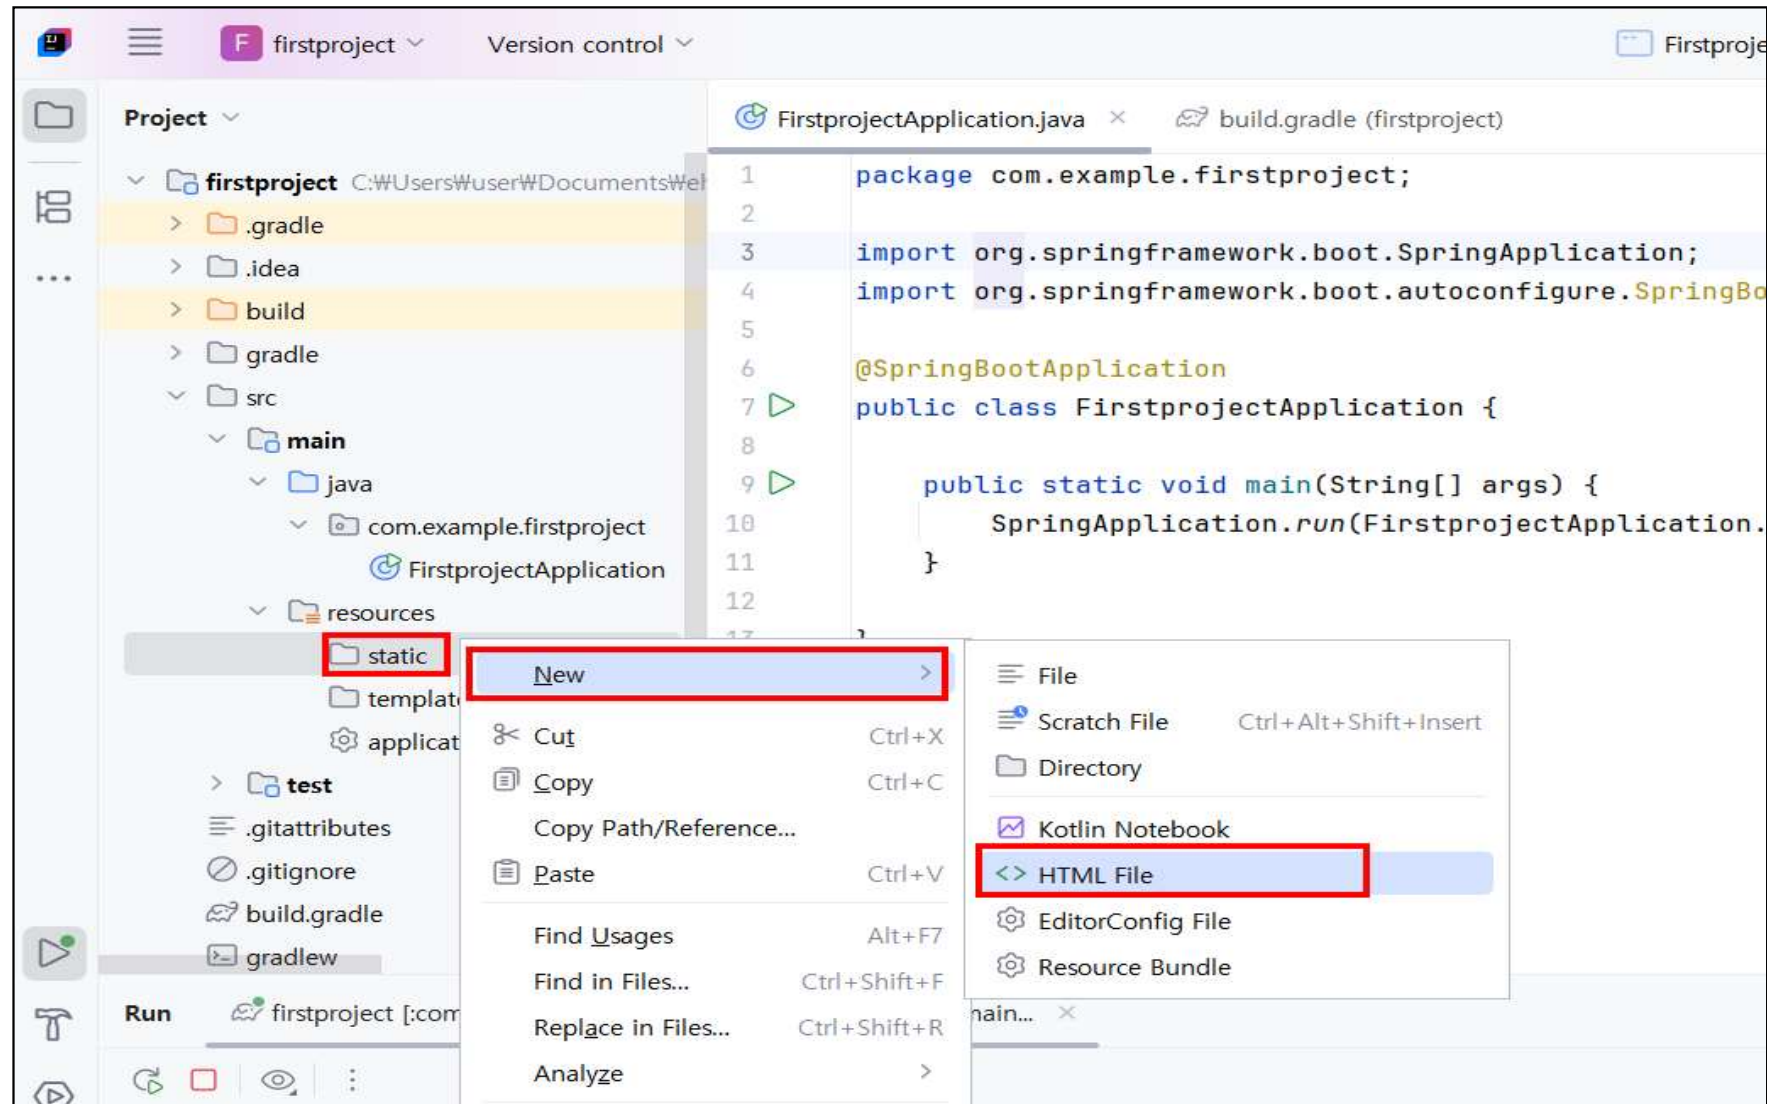 F firstproject Version control Firstproje
Project
FirstprojectApplication.java build.gradle (firstproject)
firstproject C:₩Users₩user₩Documents₩el
.gradle
.idea
build
gradle
src
main
java
com.example.firstproject
FirstprojectApplication
resources
static
templat
applicat
test
.gitattributes
.gitignore
build.gradle
gradlew
1 package com.example.firstproject;
2
3 import org.springframework.boot.SpringApplication;
4 import org.springframework.boot.autoconfigure.SpringBo
5
6 @SpringBootApplication
7 public class FirstprojectApplication {
8
9 public static void main(String[] args) {
10 SpringApplication.run(FirstprojectApplication.
11 }
12
13 }
New
Cut Ctrl+X
Copy Ctrl+C
Copy Path/Reference...
Paste Ctrl+V
Find Usages Alt+F7
Find in Files... Ctrl+Shift+F
Replace in Files... Ctrl+Shift+R
Analyze
File
Scratch File Ctrl+Alt+Shift+Insert
Directory
Kotlin Notebook
HTML File
EditorConfig File
Resource Bundle
Run firstproject [:com nain...